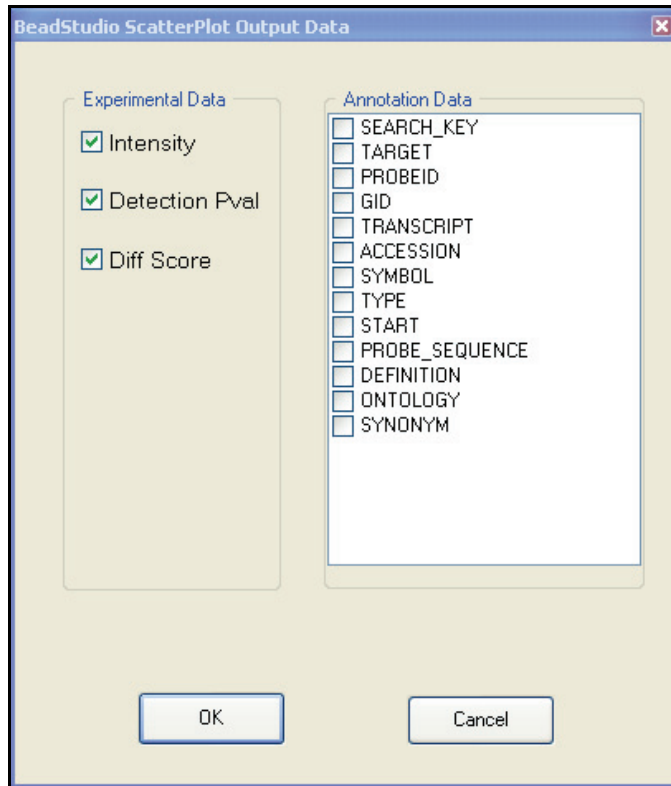 BeadStudio ScatterPlot Output Data
Experimental Data
Intensity
Detection Pval
Diff Score
Annotation Data
SEARCH_KEY
TARGET
PROBEID
GID
TRANSCRIPT
ACCESSION
SYMBOL
TYPE
START
PROBE_SEQUENCE
DEFINITION
ONTOLOGY
SYNONYM
OK
Cancel